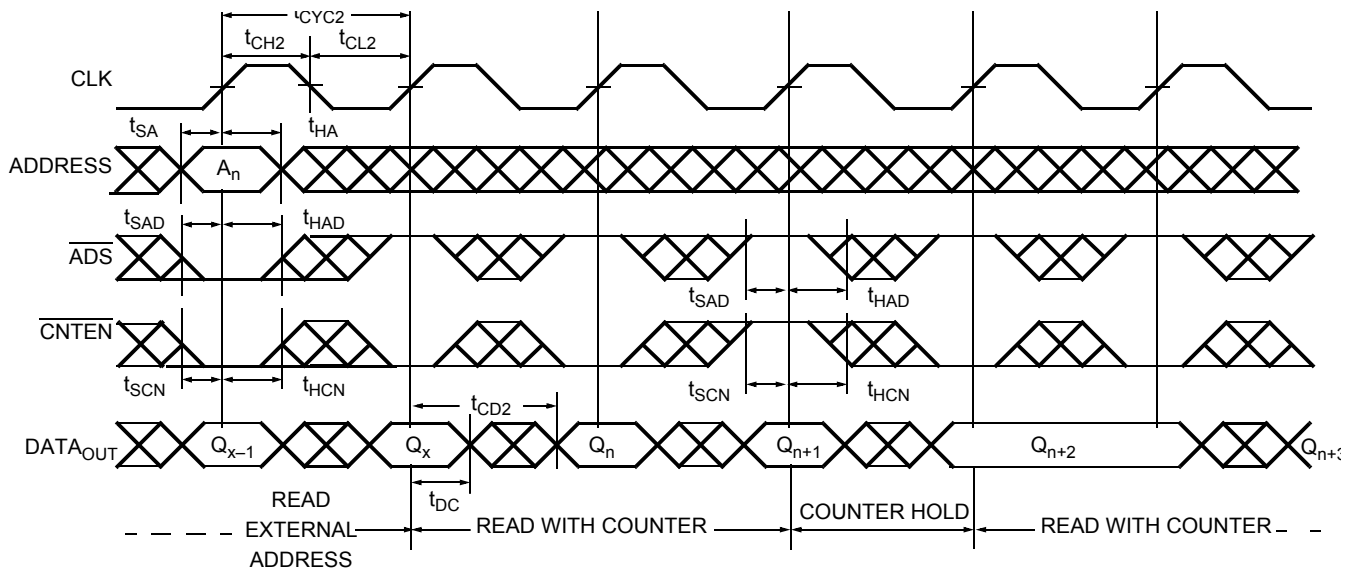 tCYC2
tCH2 tCL2
CLK
tSA tHA
ADDRESS An
tSAD tHAD
ADS
tSAD tHAD
CNTEN
tSCN tHCN tSCN tHCN
tCD2
DATAOUT Qx–1 Qx Qn Qn+1 Qn+2 Qn+3
tDC
READ
EXTERNAL
ADDRESS
READ WITH COUNTER
COUNTER HOLD
READ WITH COUNTER